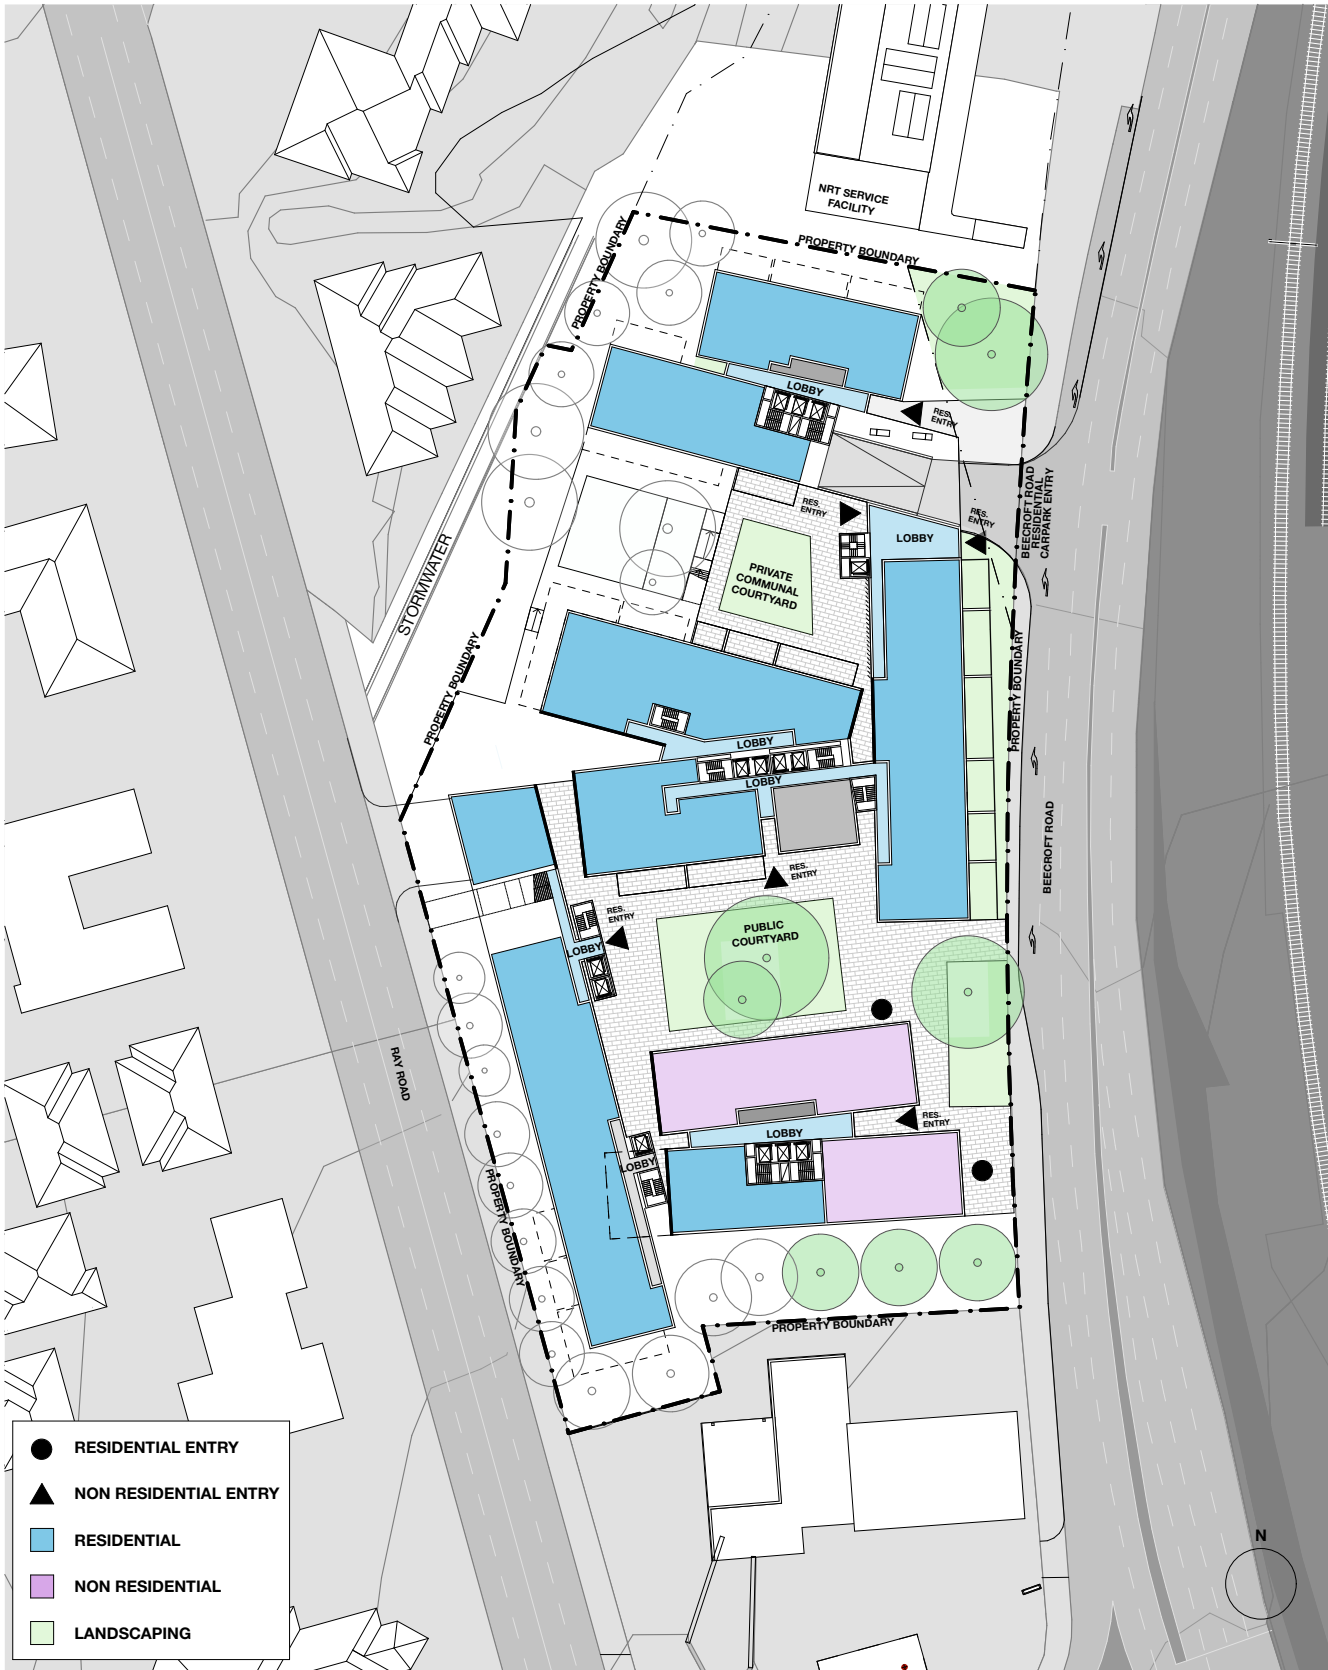 NRT SERVICE
FACILITY
PROPERTY BOUNDARY
PROPERTY BOUNDARY
LOBBY
RES.
ENTRY
BEECROFT ROAD
RESIDENTIAL
CARPARK ENTRY
RES.
ENTRY
RES.
ENTRY
LOBBY
STORMWATER
PRIVATE
COMMUNAL
COURTYARD
PROPERTY BOUNDARY
PROPERTY BOUNDARY
LOBBY
LOBBY
BEECROFT ROAD
RES.
ENTRY
RES.
ENTRY
PUBLIC
COURTYARD
LOBBY
RAY ROAD
RES.
ENTRY
LOBBY
LOBBY
PROPERTY BOUNDARY
PROPERTY BOUNDARY
RESIDENTIAL ENTRY
NON RESIDENTIAL ENTRY
RESIDENTIAL
NON RESIDENTIAL
LANDSCAPING
N